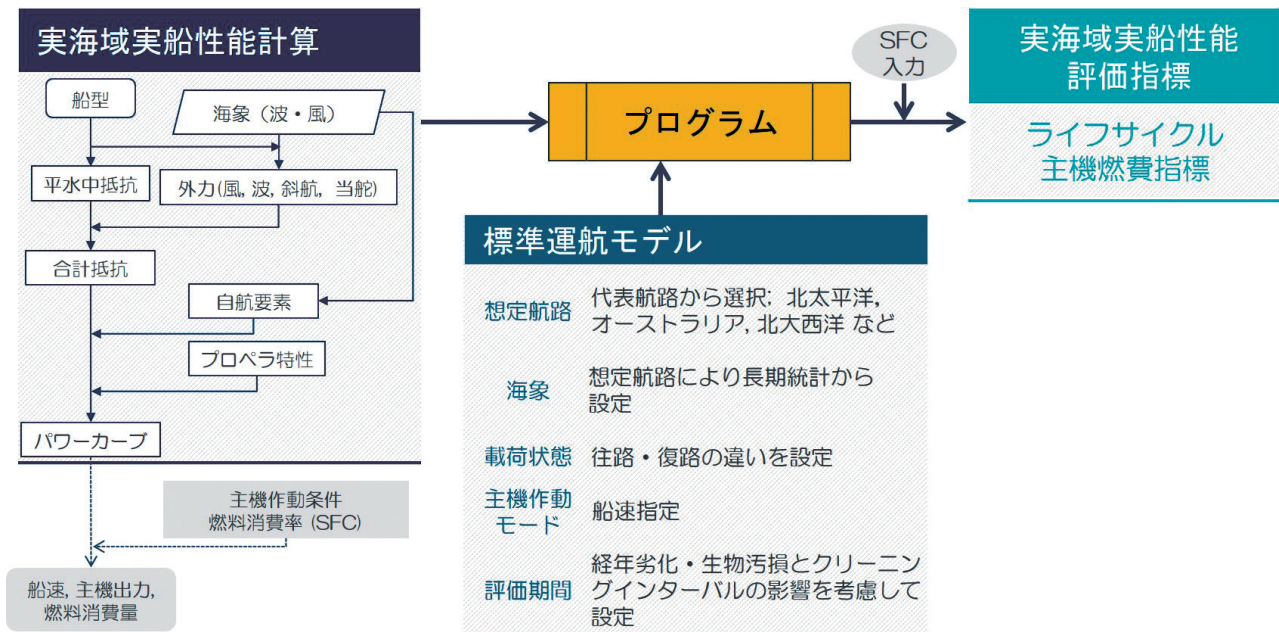 実海域実船性能計算
船型
海象（波・風）
平水中抵抗
外力(風, 波, 斜航, 当舵)
合計抵抗
自航要素
プロペラ特性
パワーカーブ
主機作動条件
燃料消費率 (SFC)
船速, 主機出力,
燃料消費量
プログラム
SFC
入力
実海域実船性能
評価指標
ライフサイクル
主機燃費指標
標準運航モデル
想定航路
代表航路から選択; 北太平洋,
オーストラリア, 北大西洋 など
海象
想定航路により長期統計から
設定
載荷状態
往路・復路の違いを設定
主機作動
モード
船速指定
評価期間
経年劣化・生物汚損とクリーニン
グインターバルの影響を考慮して
設定